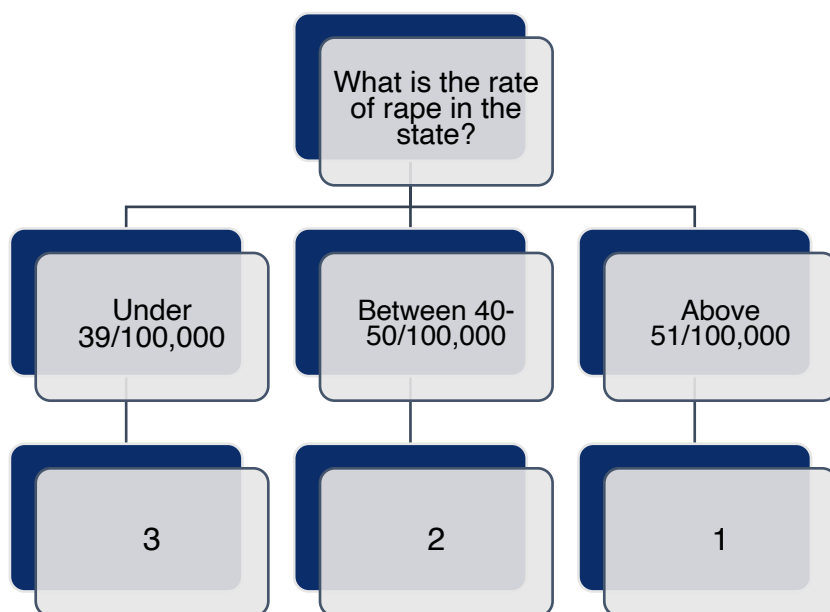 What is the rate
of rape in the
state?
Under
39/100,000
Between 40-
50/100,000
Above
51/100,000
3
2
1